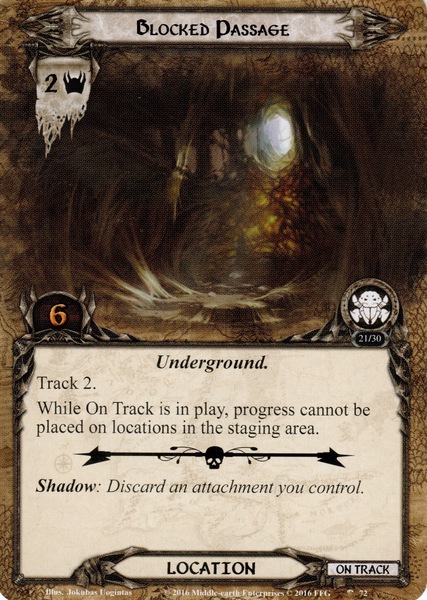 BLOCKED PASSAGE
2
6
21/30
Underground.
Track 2.
While On Track is in play, progress cannot be
placed on locations in the staging area.
Shadow: Discard an attachment you control.
LOCATION
ON TRACK
Illus. Jokubas Uogintas © 2016 Middle-earth Enterprises © 2016 FFG 72